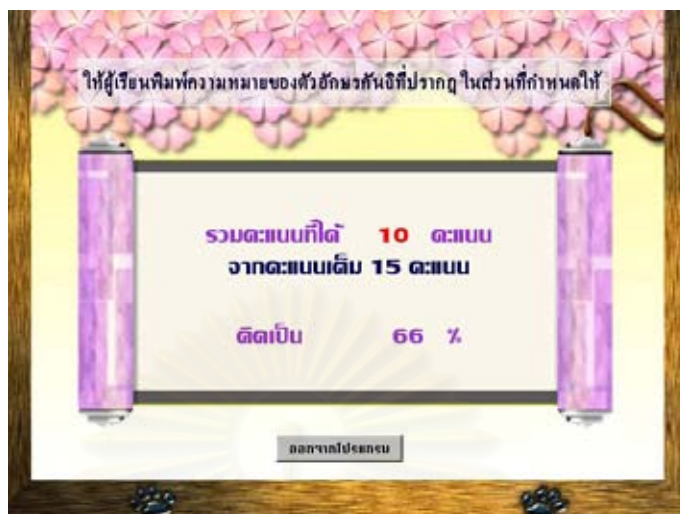 ให้ผู้เรียนพิมพ์ความหมายของตัวอักษรคันจิที่ปรากฏในส่วนที่กำหนดให้
รวมคะแนนที่ได้ 10 คะแนน
จากคะแนนเต็ม 15 คะแนน
คิดเป็น 66 %
ออกจากโปรแกรม